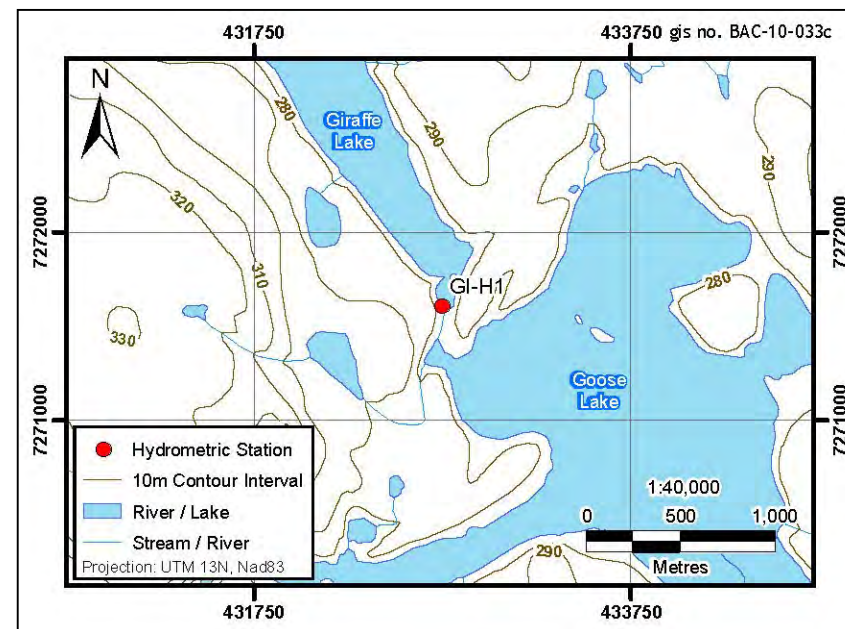 431750
433750
gis no. BAC-10-033c
N
280
Giraffe
Lake
290
290
320
7272000
7272000
310
GI-H1
280
330
Goose
Lake
7271000
7271000
Hydrometric Station
10m Contour Interval
River / Lake
Stream / River
Projection: UTM 13N, Nad83
1:40,000
0
500
1,000
Metres
290
431750
433750